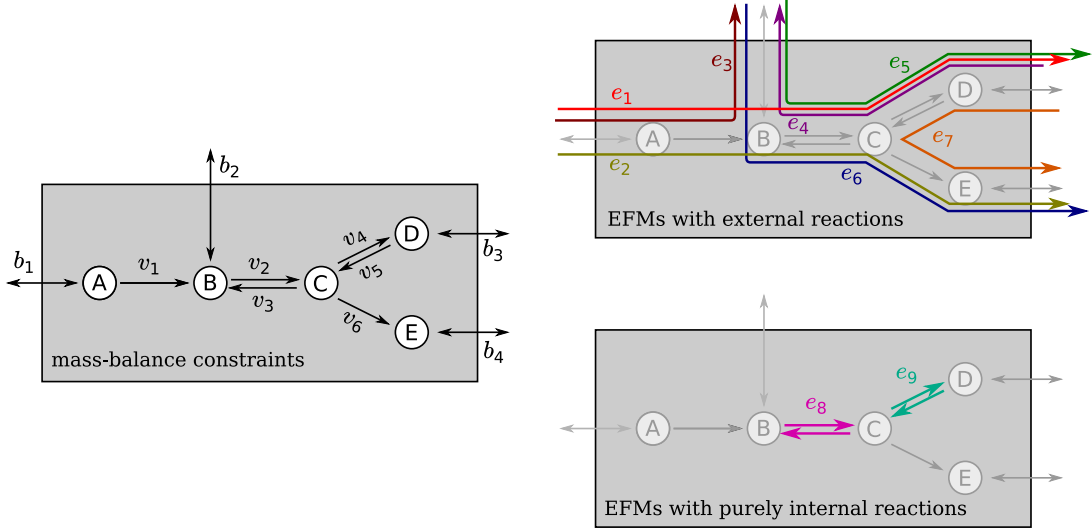 b₂
b₁
A
v₁
B
v₂
v₃
C
v₄
v₅
D
b₃
v₆
E
b₄
mass-balance constraints
e₃
e₅
e₁
D
A
B
e₄
C
e₇
e₂
e₆
E
EFMs with external reactions
e₉
D
e₈
A
B
C
E
EFMs with purely internal reactions